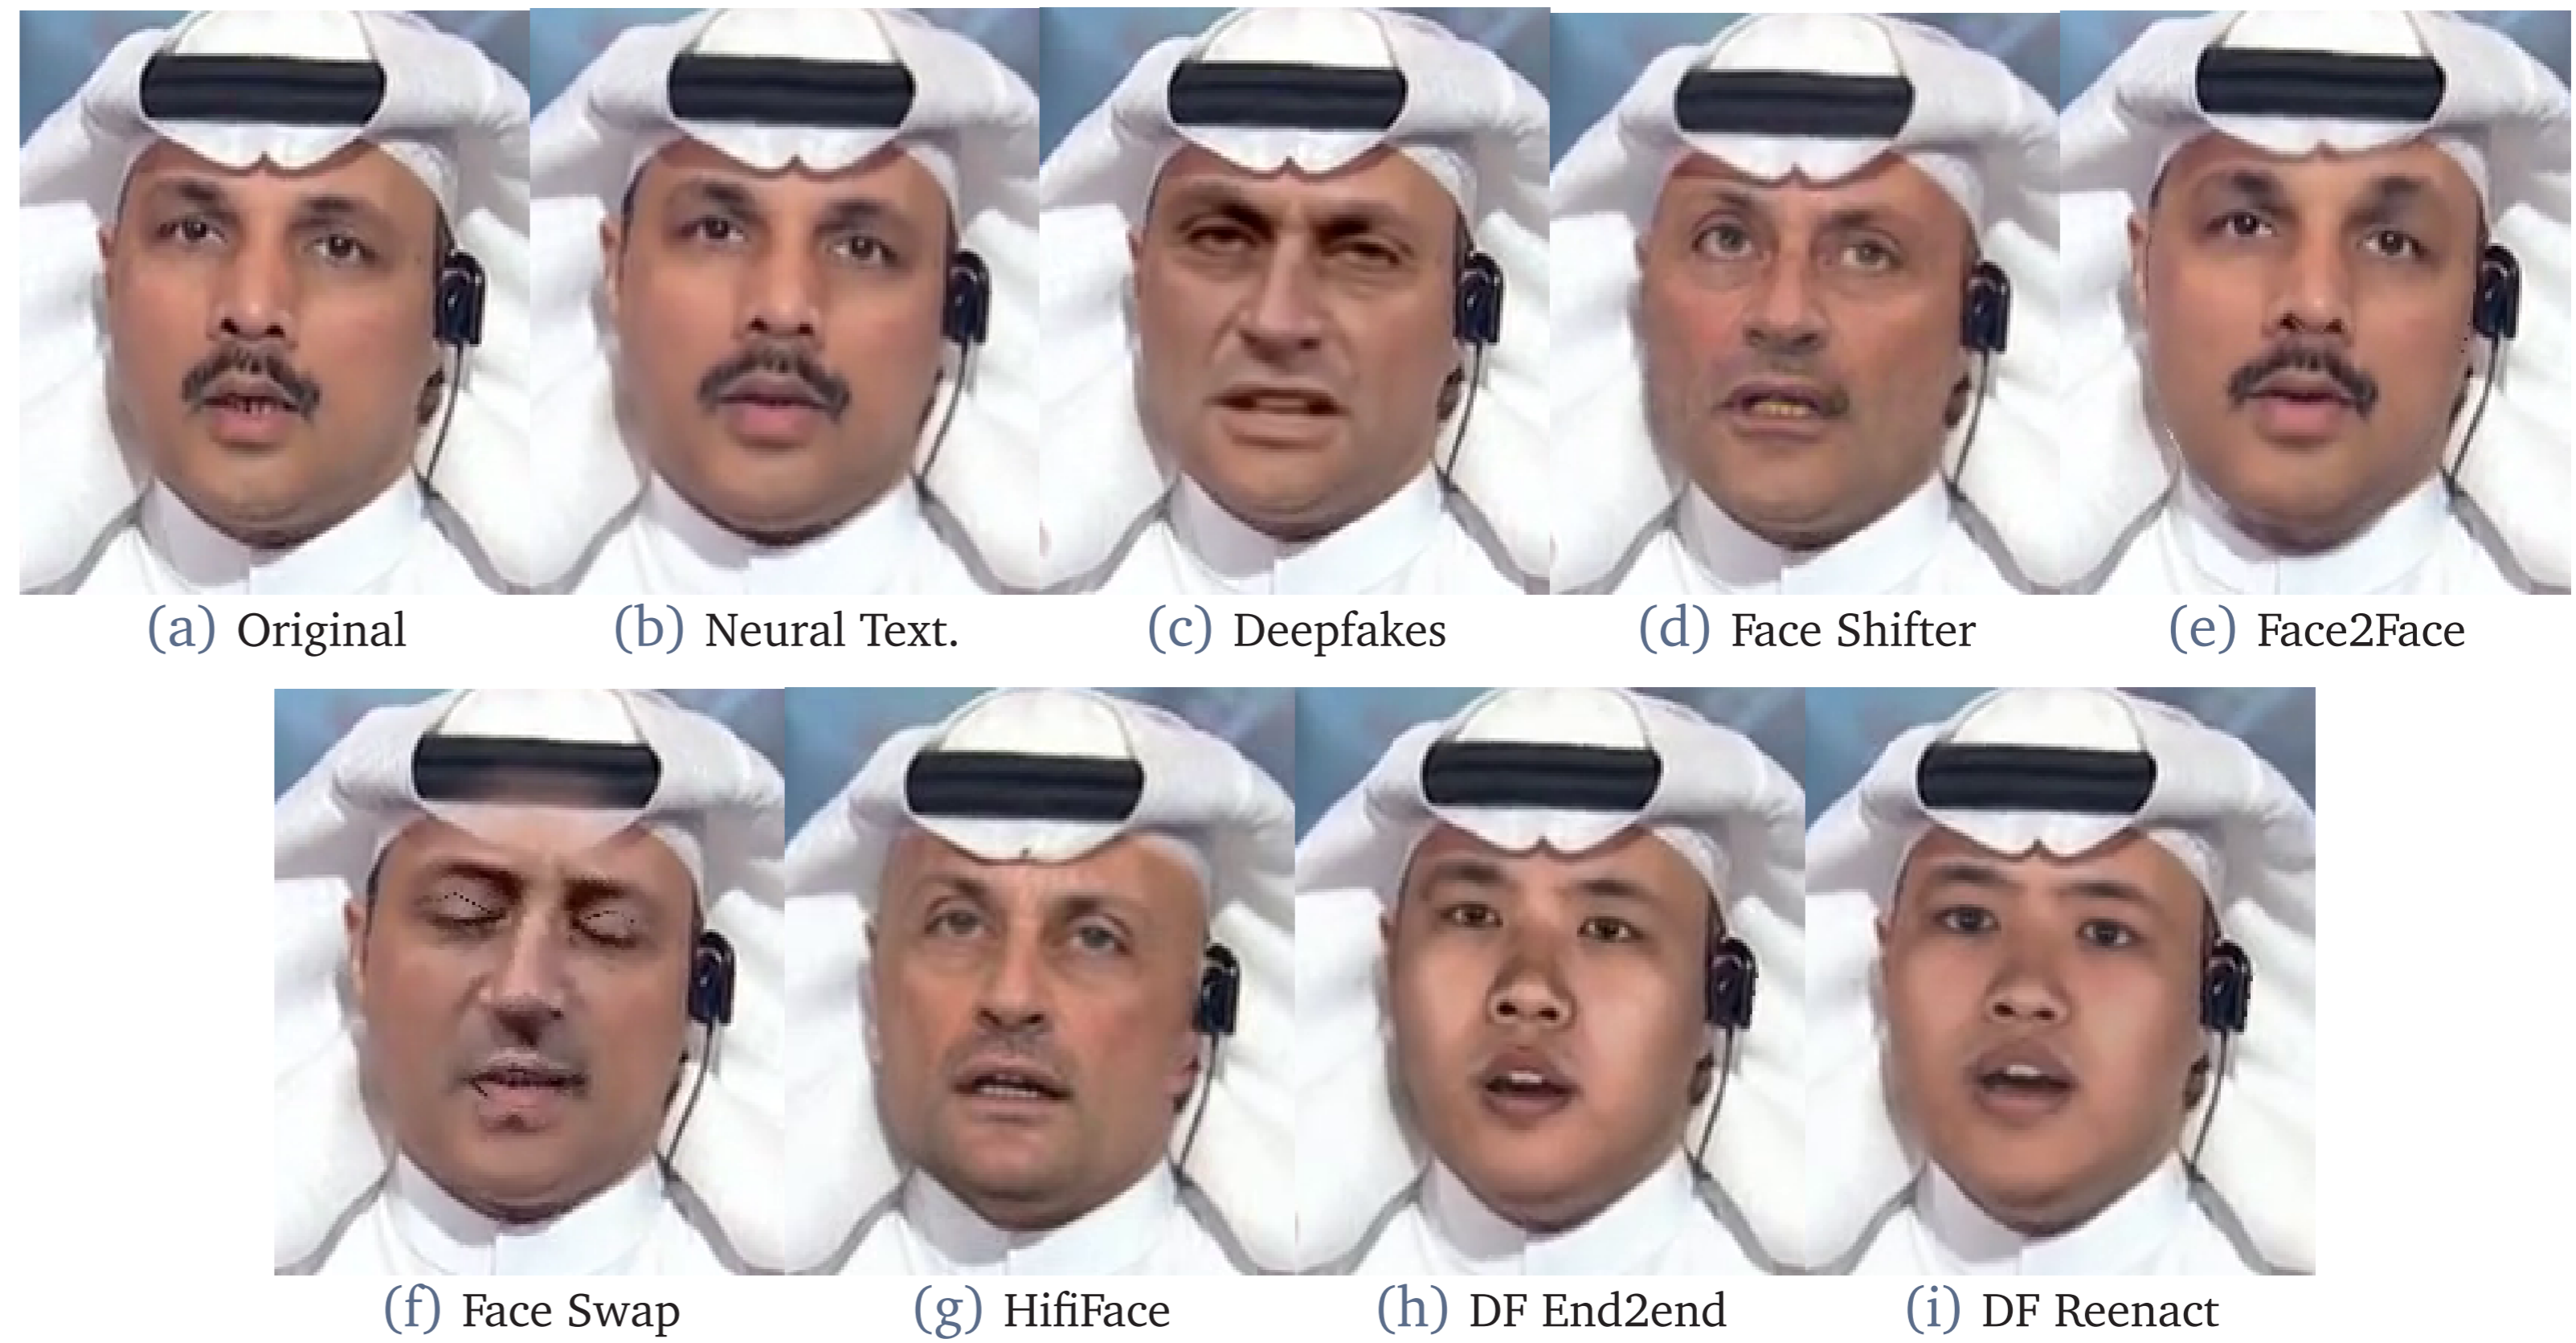 (a) Original
(b) Neural Text.
(c) Deepfakes
(d) Face Shifter
(e) Face2Face
(f) Face Swap
(g) HifiFace
(h) DF End2end
(i) DF Reenact